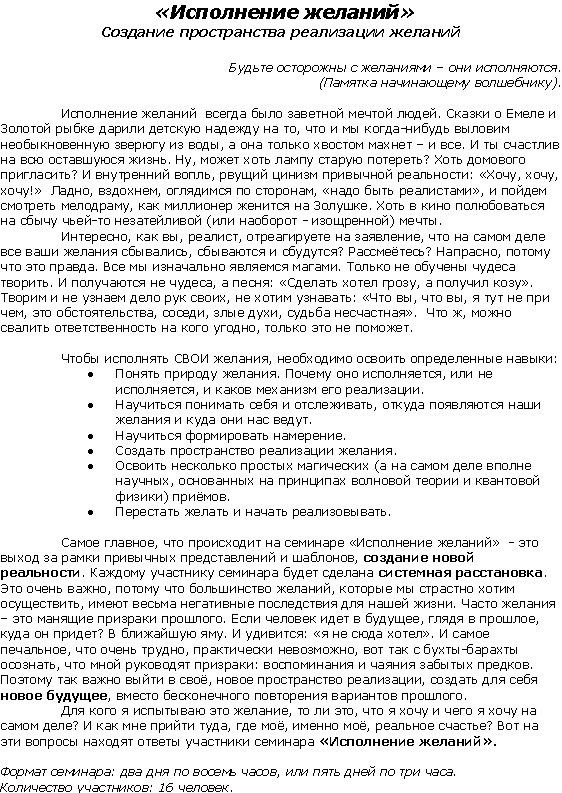 «Исполнение желаний»
Создание пространства реализации желаний
Будьте осторожны с желаниями – они исполняются.
(Памятка начинающему волшебнику).
Исполнение желаний всегда было заветной мечтой людей. Сказки о Емеле и
Золотой рыбке дарили детскую надежду на то, что и мы когда-нибудь выловим
необыкновенную зверюгу из воды, а она только хвостом махнет – и все. И ты счастлив
на всю оставшуюся жизнь. Ну, может хоть лампу старую потереть? Хоть домового
пригласить? И внутренний вопль, рвущий цинизм привычной реальности: «Хочу, хочу,
хочу!» Ладно, вздохнем, оглядимся по сторонам, «надо быть реалистами», и пойдем
смотреть мелодраму, как миллионер женится на Золушке. Хоть в кино полюбоваться
на сбычу чьей-то незатейливой (или наоборот - изощренной) мечты.
Интересно, как вы, реалист, отреагируете на заявление, что на самом деле
все ваши желания сбывались, сбываются и сбудутся? Рассмеётесь? Напрасно, потому
что это правда. Все мы изначально являемся магами. Только не обучены чудеса
творить. И получаются не чудеса, а песня: «Сделать хотел грозу, а получил козу».
Творим и не узнаем дело рук своих, не хотим узнавать: «Что вы, что вы, я тут не при
чем, это обстоятельства, соседи, злые духи, судьба несчастная». Что ж, можно
свалить ответственность на кого угодно, только это не поможет.
Чтобы исполнять СВОИ желания, необходимо освоить определенные навыки:
• Понять природу желания. Почему оно исполняется, или не
исполняется, и каков механизм его реализации.
• Научиться понимать себя и отслеживать, откуда появляются наши
желания и куда они нас ведут.
• Научиться формировать намерение.
• Создать пространство реализации желания.
• Освоить несколько простых магических (а на самом деле вполне
научных, основанных на принципах волновой теории и квантовой
физики) приёмов.
• Перестать желать и начать реализовывать.
Самое главное, что происходит на семинаре «Исполнение желаний» - это
выход за рамки привычных представлений и шаблонов, создание новой
реальности. Каждому участнику семинара будет сделана системная расстановка.
Это очень важно, потому что большинство желаний, которые мы страстно хотим
осуществить, имеют весьма негативные последствия для нашей жизни. Часто желания
– это манящие призраки прошлого. Если человек идет в будущее, глядя в прошлое,
куда он придет? В ближайшую яму. И удивится: «я не сюда хотел». И самое
печальное, что очень трудно, практически невозможно, вот так с бухты-барахты
осознать, что мной руководят призраки: воспоминания и чаяния забытых предков.
Поэтому так важно выйти в своё, новое пространство реализации, создать для себя
новое будущее, вместо бесконечного повторения вариантов прошлого.
Для кого я испытываю это желание, то ли это, что я хочу и чего я хочу на
самом деле? И как мне прийти туда, где моё, именно моё, реальное счастье? Вот на
эти вопросы находят ответы участники семинара «Исполнение желаний».
Формат семинара: два дня по восемь часов, или пять дней по три часа.
Количество участников: 16 человек.